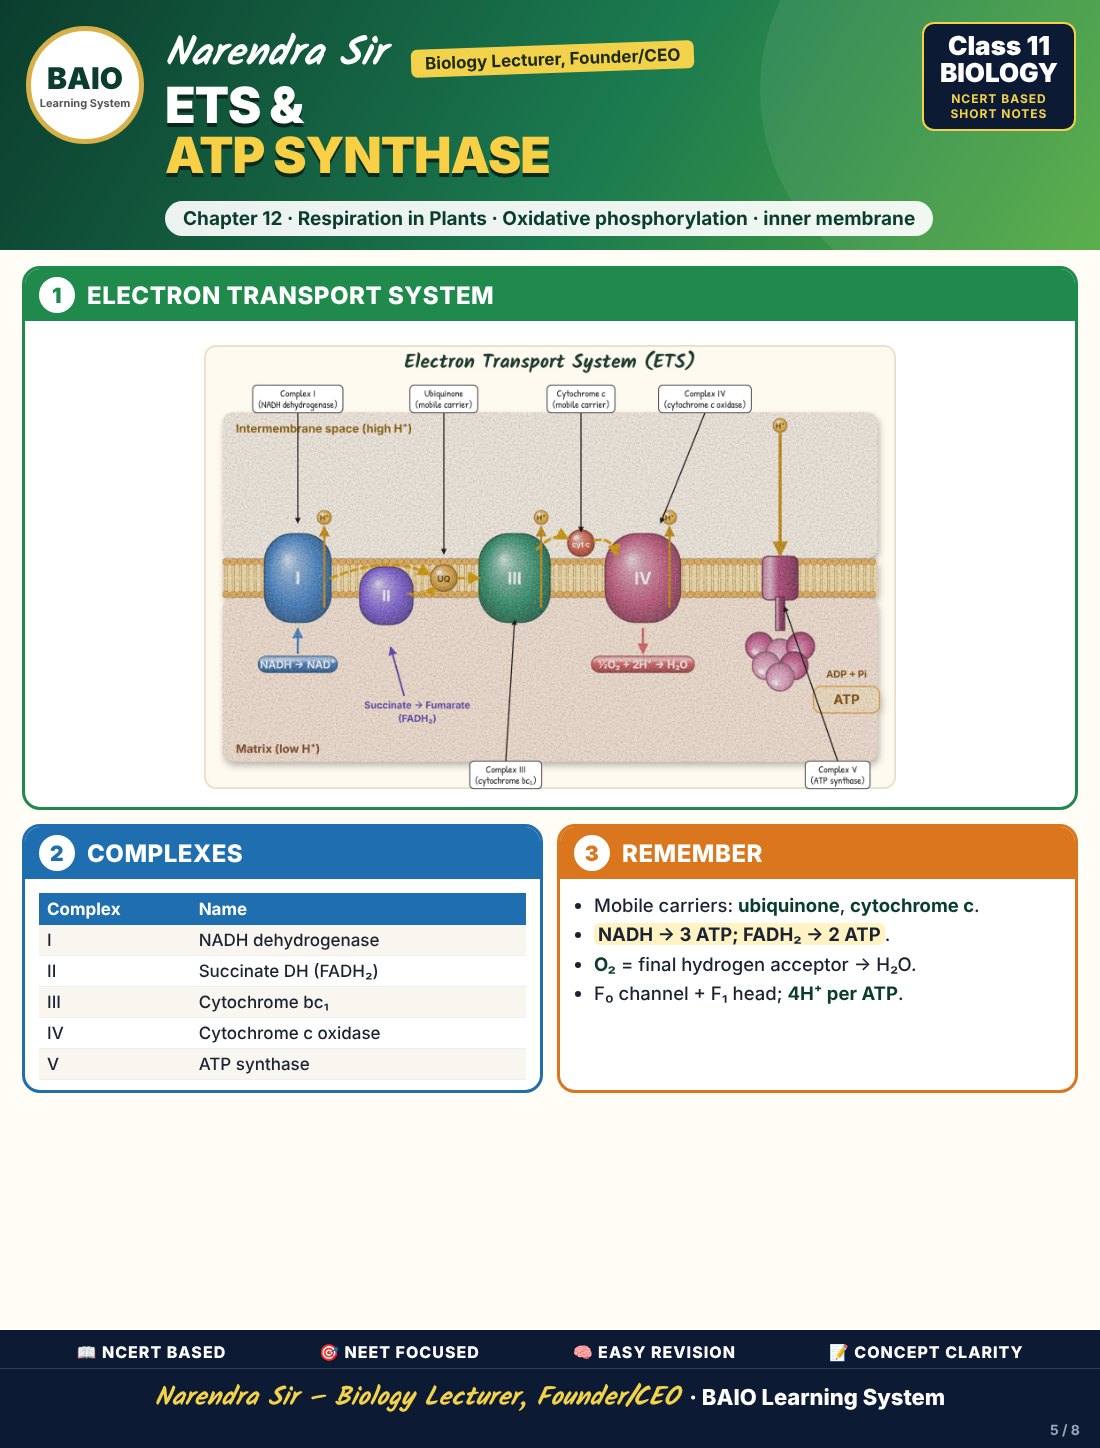 BAIO
Learning System
Narendra Sir
Biology Lecturer, Founder/CEO
ETS &
ATP SYNTHASE
Chapter 12 · Respiration in Plants · Oxidative phosphorylation · inner membrane
Class 11
BIOLOGY
NCERT BASED
SHORT NOTES
1 ELECTRON TRANSPORT SYSTEM
Electron Transport System (ETS)
Complex I
(NADH dehydrogenase)
Ubiquinone
(mobile carrier)
Cytochrome c
(mobile carrier)
Complex IV
(cytochrome c oxidase)
Intermembrane space (high H⁺)
H⁺
H⁺
H⁺
H⁺
I
II
UQ
III
cyt c
IV
NADH → NAD⁺
½O₂ + 2H⁺ → H₂O
Succinate → Fumarate
(FADH₂)
ADP + Pi
ATP
Matrix (low H⁺)
Complex III
(cytochrome bc₁)
Complex V
(ATP synthase)
2 COMPLEXES
Complex Name
I NADH dehydrogenase
II Succinate DH (FADH₂)
III Cytochrome bc₁
IV Cytochrome c oxidase
V ATP synthase
3 REMEMBER
• Mobile carriers: ubiquinone, cytochrome c.
• NADH → 3 ATP; FADH₂ → 2 ATP.
• O₂ = final hydrogen acceptor → H₂O.
• F₀ channel + F₁ head; 4H⁺ per ATP.
📖 NCERT BASED 🎯 NEET FOCUSED 🧠 EASY REVISION 📝 CONCEPT CLARITY
Narendra Sir – Biology Lecturer, Founder/CEO · BAIO Learning System
5 / 8